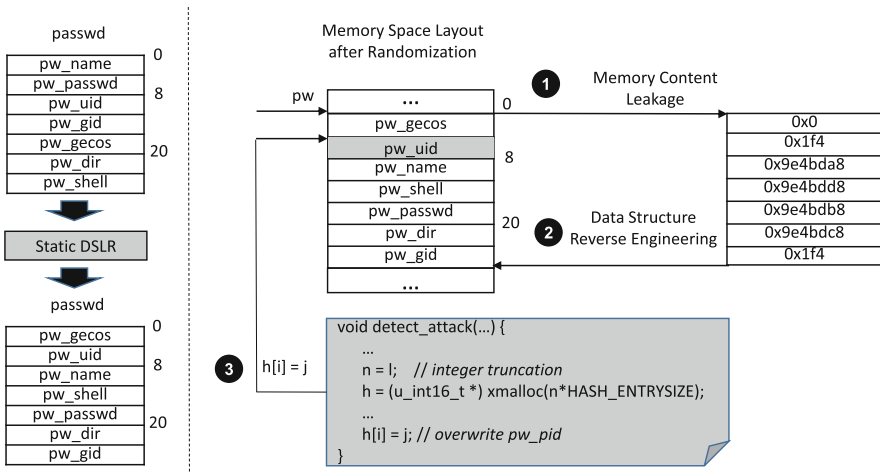 passwd
0
pw_name
pw_passwd
8
pw_uid
pw_gid
pw_gecos
20
pw_dir
pw_shell
Static DSLR
passwd
0
pw_gecos
pw_uid
8
pw_name
pw_shell
pw_passwd
20
pw_dir
pw_gid
Memory Space Layout
after Randomization
pw
...
0
pw_gecos
pw_uid
8
pw_name
pw_shell
pw_passwd
20
pw_dir
pw_gid
...
1
Memory Content
Leakage
0x0
0x1f4
0x9e4bda8
0x9e4bdd8
0x9e4bdb8
0x9e4bdc8
0x1f4
2
Data Structure
Reverse Engineering
3
h[i] = j
void detect_attack(...) {
...
n = l; // integer truncation
h = (u_int16_t *) xmalloc(n*HASH_ENTRYSIZE);
...
h[i] = j; // overwrite pw_pid
}